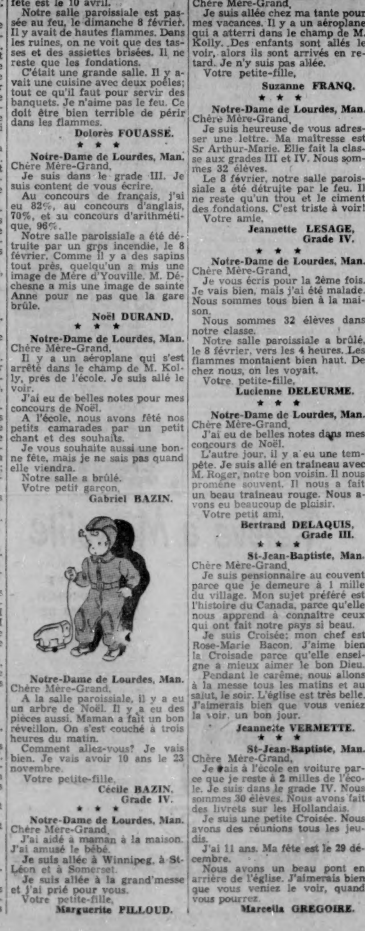 fête est le 10 avril.
Notre salle paroissiale est pas-
sée au feu, le dimanche 8 février.
Il y avait de hautes flammes. Dans
les ruines, on ne voit que des tas-
ses et des assiettes brisées. Il ne
reste que les fondations.
C'était une grande salle. Il y a-
vait une cuisine avec deux poêles;
tout ce qu'il faut pour servir des
banquets. Je n'aime pas le feu. Ce
doit être bien terrible de périr
dans les flammes.
Dolorès FOUASSE.
★ ★ ★
Notre-Dame de Lourdes, Man.
Chère Mère-Grand,
Je suis dans le grade III. Je
suis content de vous écrire.
Au concours de français, j'ai
eu 82%, au concours d'anglais,
70%, et au concours d'arithméti-
que, 96%.
Notre salle paroissiale a été dé-
truite par un gros incendie, le 8
février. Comme il y a des sapins
tout près, quelqu'un a mis une
image de Mère d'Youville. M. Dé-
chesne a mis une image de sainte
Anne pour ne pas que la gare
brûle.
Noël DURAND.
★ ★ ★
Notre-Dame de Lourdes, Man.
Chère Mère-Grand,
Il y a un aéroplane qui s'est
arrêté dans le champ de M. Kol-
ly, près de l'école. Je suis allé le
voir.
J'ai eu de belles notes pour mes
concours de Noël.
A l'école, nous avons fêté nos
petits camarades par un petit
chant et des souhaits.
Je vous souhaite aussi une bon-
ne fête, mais je ne sais pas quand
elle viendra.
Notre salle a brûlé.
Votre petit garçon,
Gabriel BAZIN.
Notre-Dame de Lourdes, Man.
Chère Mère-Grand,
A la salle paroissiale, il y a eu
un arbre de Noël. Il y a eu des
pièces aussi. Maman a fait un bon
réveillon. On s'est couché à trois
heures du matin.
Comment allez-vous? Je vais
bien. Je vais avoir 10 ans le 23
novembre.
Votre petite-fille,
Cécile BAZIN.
Grade IV.
★ ★ ★
Notre-Dame de Lourdes, Man.
Chère Mère-Grand,
J'ai aidé à maman à la maison.
J'ai amusé le bébé.
Je suis allée à Winnipeg, à St-
Léon et à Somerset.
Je suis allée à la grand'messe
et j'ai prié pour vous.
Votre petite-fille,
Marguerite PILLOUD.
Chère Mère-Grand,
Je suis allée chez ma tante pour
mes vacances. Il y a un aéroplane
qui a atterri dans le champ de M.
Kolly. Des enfants sont allés le
voir, alors ils sont arrivés en re-
tard. Je n'y suis pas allée.
Votre petite-fille,
Suzanne FRANQ.
★ ★ ★
Notre-Dame de Lourdes, Man.
Chère Mère-Grand,
Je suis heureuse de vous adres-
ser une lettre. Ma maîtresse est
Sr Arthur-Marie. Elle fait la clas-
se aux grades III et IV. Nous som-
mes 32 élèves.
Le 8 février, notre salle parois-
siale a été détruite par le feu. Il
ne reste qu'un trou et le ciment
des fondations. C'est triste à voir!
Votre amie,
Jeannette LESAGE,
Grade IV.
★ ★ ★
Notre-Dame de Lourdes, Man.
Chère Mère-Grand,
Je vous écris pour la 2ème fois.
Je vais bien, mais j'ai été malade.
Nous sommes tous bien à la mai-
son.
Nous sommes 32 élèves dans
notre classe.
Notre salle paroissiale a brûlé,
le 8 février, vers les 4 heures. Les
flammes montaient bien haut. De
chez nous, on les voyait.
Votre petite-fille,
Lucienne DELEURME.
★ ★ ★
Notre-Dame de Lourdes, Man.
Chère Mère-Grand,
J'ai eu de belles notes dans mes
concours de Noël.
L'autre jour, il y a eu une tem-
pête. Je suis allé en traîneau avec
M. Roger, notre bon voisin. Il nous
promène souvent. Il nous a fait
un beau traîneau rouge. Nous a-
vons eu beaucoup de plaisir.
Votre petit ami,
Bertrand DELAQUIS,
Grade III.
★ ★ ★
St-Jean-Baptiste, Man.
Chère Mère-Grand,
Je suis pensionnaire au couvent
parce que je demeure à 1 mille
du village. Mon sujet préféré est
l'histoire du Canada, parce qu'elle
nous apprend à connaître ceux
qui ont fait notre pays si beau.
Je suis Croisée; mon chef est
Rose-Marie Bacon. J'aime bien
la Croisade parce qu'elle ensei-
gne à mieux aimer le bon Dieu.
Pendant le carême, nous allons
à la messe tous les matins et au
salut, le soir. L'église est très belle.
J'aimerais bien que vous veniez
la voir, un bon jour.
Jeannette VERMETTE.
★ ★ ★
St-Jean-Baptiste, Man.
Chère Mère-Grand,
Je vais à l'école en voiture par-
ce que je reste à 2 milles de l'éco-
le. Je suis dans le grade IV. Nous
sommes 30 élèves. Nous avons fait
des livrets sur les Hollandais.
Je suis une petite Croisée. Nous
avons des réunions tous les jeu-
dis.
J'ai 11 ans. Ma fête est le 29 dé-
cembre.
Nous avons un beau pont en
arrière de l'église. J'aimerais bien
que vous veniez le voir, quand
vous pourrez.
Marcella GREGOIRE.